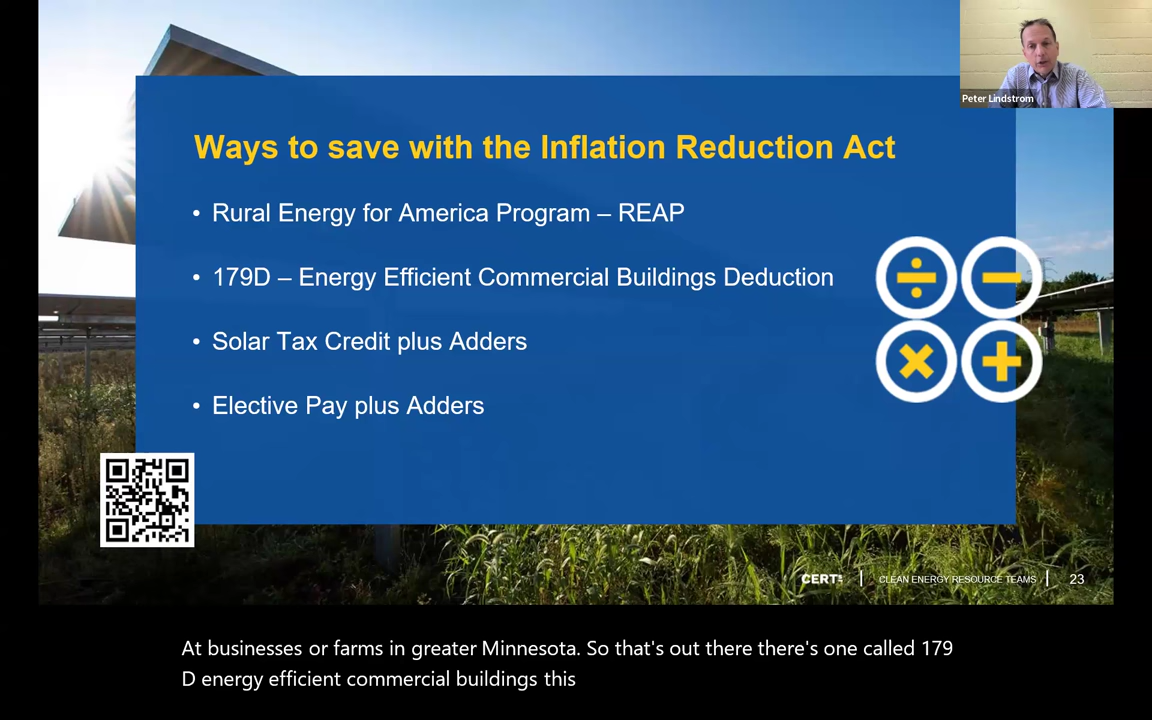 Peter Lindstrom
Ways to save with the Inflation Reduction Act
• Rural Energy for America Program – REAP
• 179D – Energy Efficient Commercial Buildings Deduction
• Solar Tax Credit plus Adders
• Elective Pay plus Adders
CERTs | CLEAN ENERGY RESOURCE TEAMS | 23
At businesses or farms in greater Minnesota. So that's out there there's one called 179
D energy efficient commercial buildings this